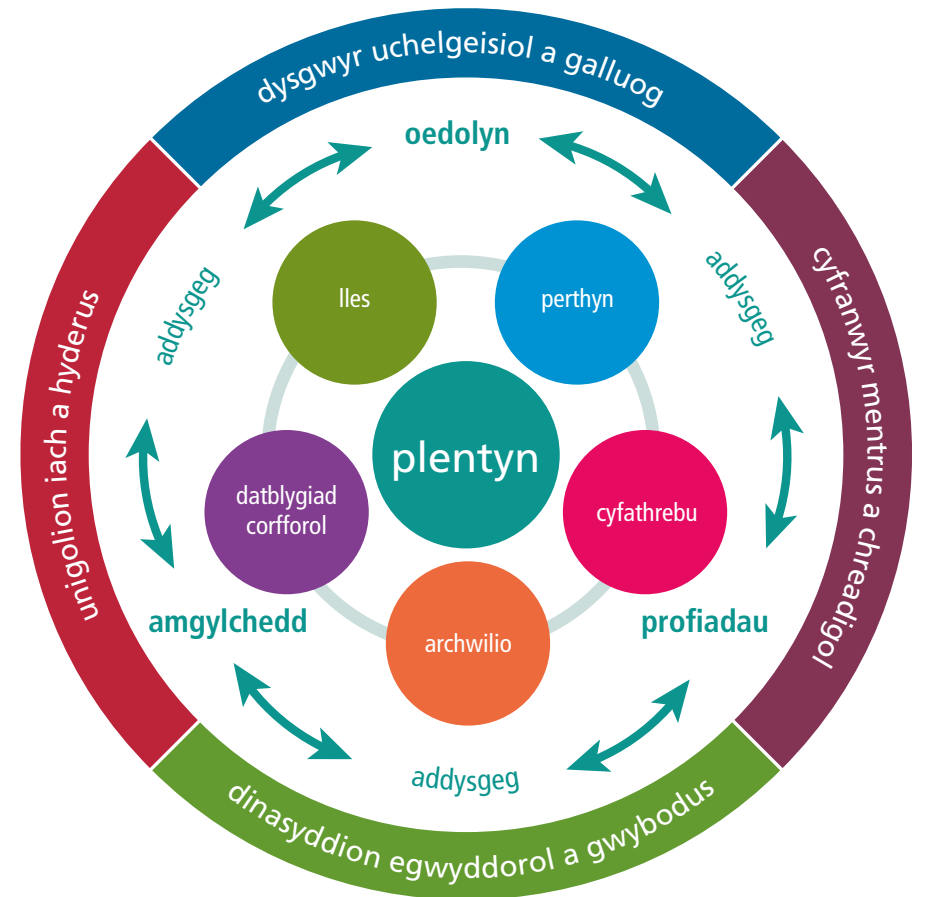 dysgwyr uchelgeisiol a galluog
oedolyn
addysgeg
addysgeg
cyfranwyr mentrus a chreadigol
unigolion iach a hyderus
lles
perthyn
plentyn
datblygiad
corfforol
cyfathrebu
amgylchedd
profiadau
archwilio
addysgeg
dinasyddion egwyddorol a gwybodus